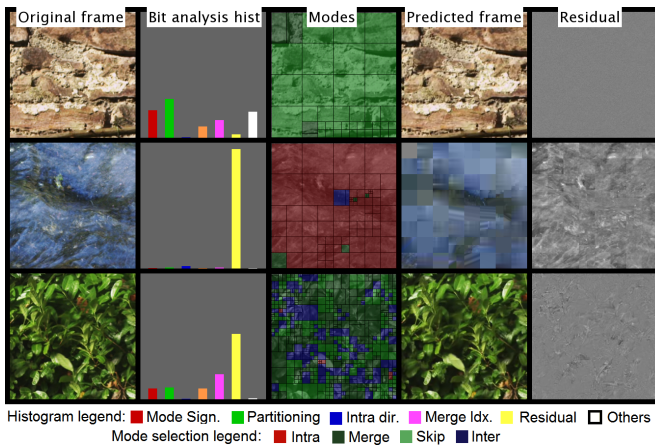 Original frame Bit analysis hist Modes Predicted frame Residual
Histogram legend: Mode Sign. Partitioning Intra dir. Merge Idx. Residual Others
Mode selection legend: Intra Merge Skip Inter